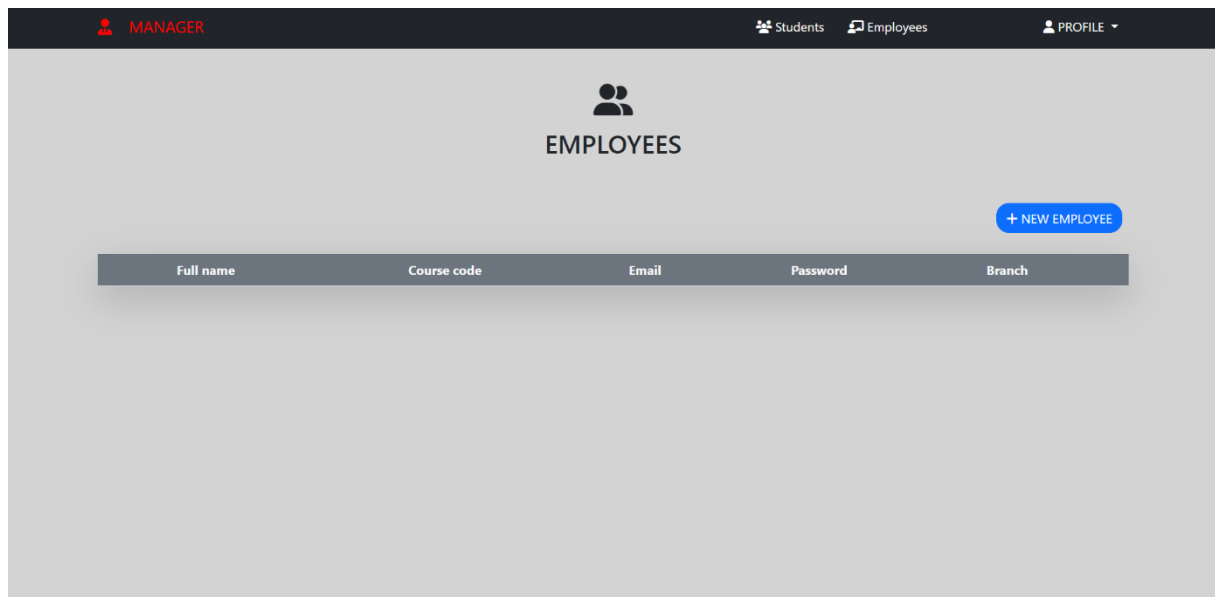 MANAGER Students Employees PROFILE
EMPLOYEES
+ NEW EMPLOYEE
Full name Course code Email Password Branch